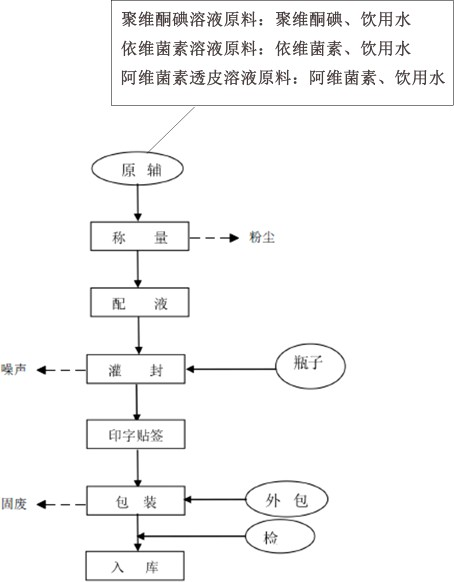 聚维酮碘溶液原料：聚维酮碘、饮用水
依维菌素溶液原料：依维菌素、饮用水
阿维菌素透皮溶液原料：阿维菌素、饮用水
原 辅
称 量
粉尘
配 液
噪声
灌 封
瓶子
印字贴签
固废
包 装
外 包
检
入 库